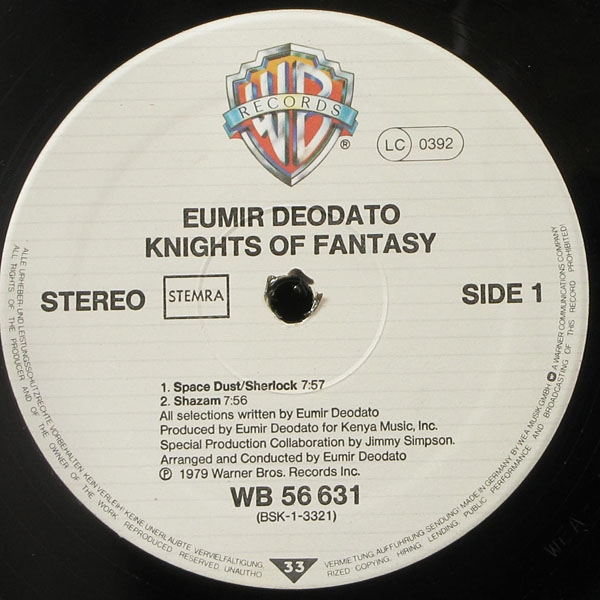 WB
RECORDS
®
LC 0392
EUMIR DEODATO
KNIGHTS OF FANTASY
STEREO
STEMRA
SIDE 1
1. Space Dust/Sherlock 7:57
2. Shazam 7:56
All selections written by Eumir Deodato
Produced by Eumir Deodato for Kenya Music, Inc.
Special Production Collaboration by Jimmy Simpson.
Arranged and Conducted by Eumir Deodato
℗ 1979 Warner Bros. Records Inc.
WB 56 631
(BSK-1-3321)
33
ALLE URHEBER- UND LEISTUNGSSCHUTZRECHTE VORBEHALTEN. KEIN VERLEIH! KEINE UNERLAUBTE VERVIELFÄLTIGUNG,
VERMIETUNG, AUFFÜHRUNG, SENDUNG! MADE IN GERMANY BY WEA MUSIK GMBH A WARNER COMMUNICATIONS COMPANY
ALL RIGHTS OF THE PRODUCER AND OF THE OWNER OF THE WORK REPRODUCED RESERVED. UNAUTHO
RIZED COPYING, HIRING, LENDING, PUBLIC PERFORMANCE AND BROADCASTING OF THIS RECORD PROHIBITED!